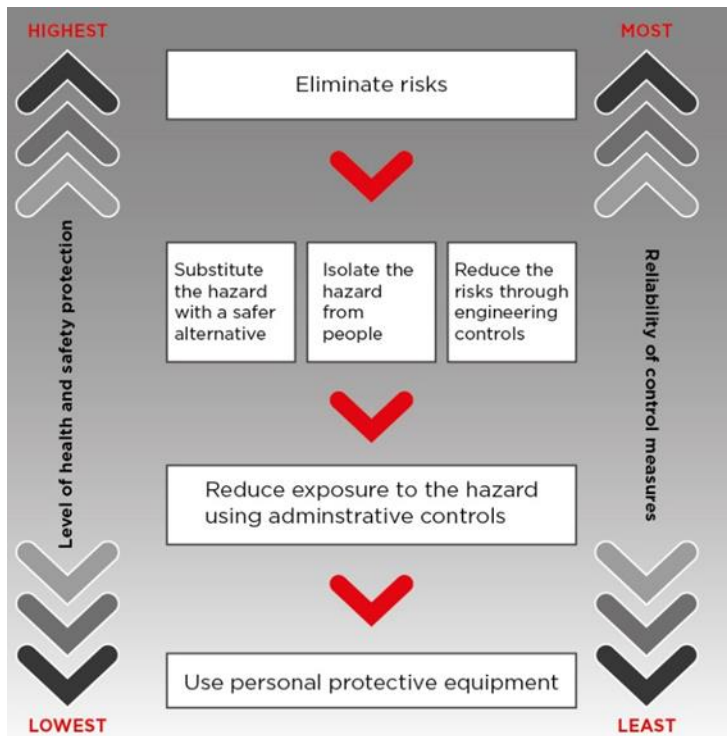 HIGHEST
MOST
Eliminate risks
Substitute
the hazard
with a safer
alternative
Isolate the
hazard
from
people
Reduce the
risks through
engineering
controls
Level of health and safety protection
Reliability of control measures
Reduce exposure to the hazard
using adminstrative controls
Use personal protective equipment
LOWEST
LEAST